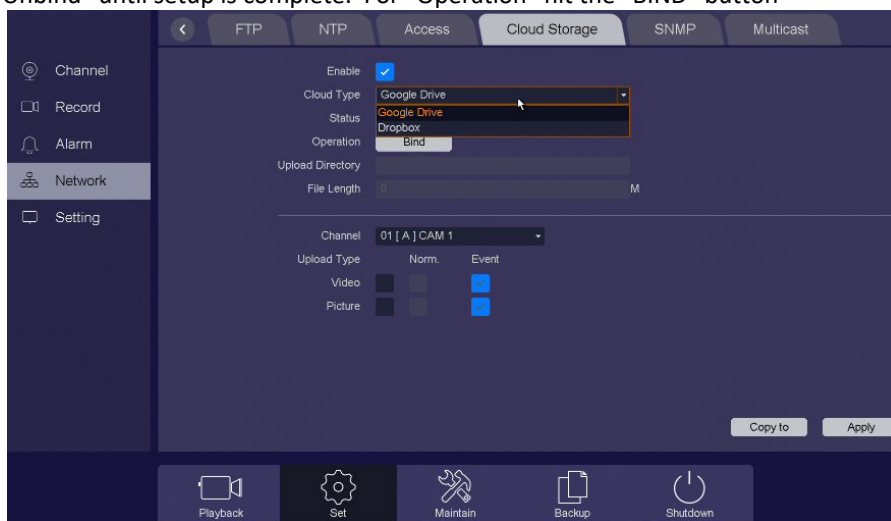 "Unbind" until setup is complete. For "Operation" hit the "BIND" button
FTP NTP Access Cloud Storage SNMP Multicast
Channel
Record
Alarm
Network
Setting
Enable
Cloud Type Google Drive
Google Drive
Status
Dropbox
Operation Bind
Upload Directory
File Length 0 M
Channel 01 [ A ] CAM 1
Upload Type Norm. Event
Video
Picture
Copy to Apply
Playback Set Maintain Backup Shutdown